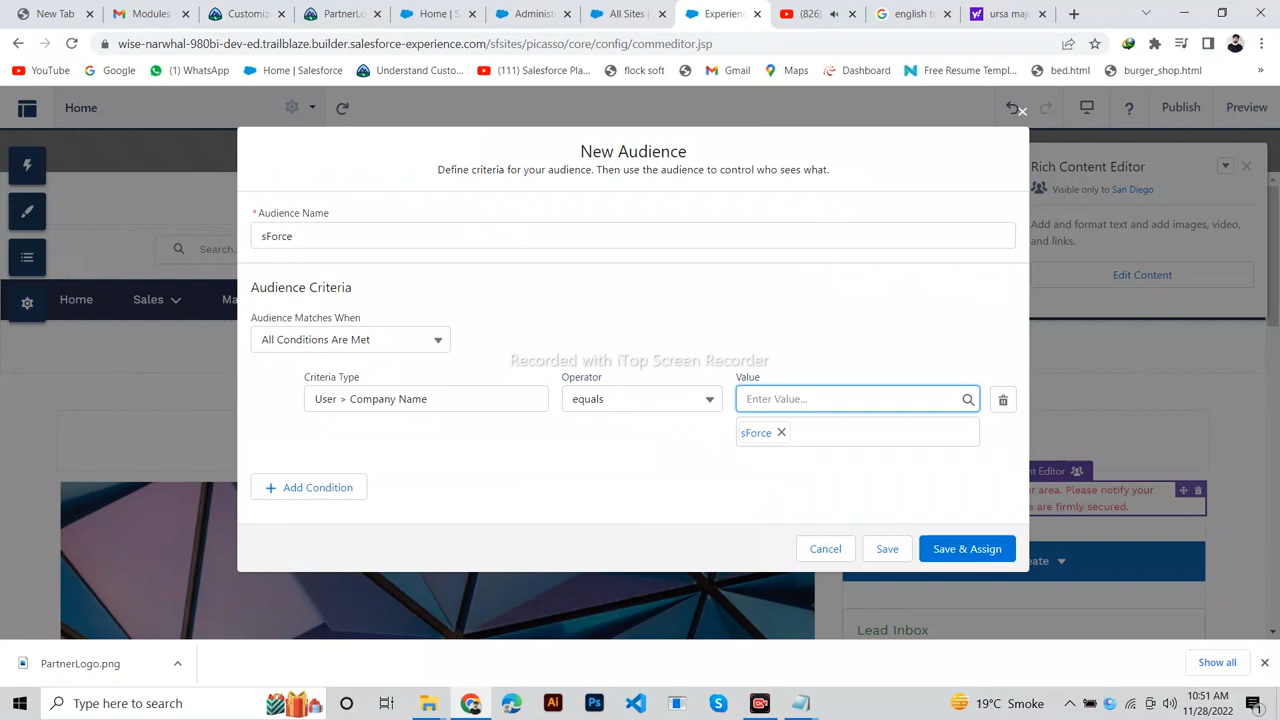 New Tab
Modules
Customiz
PartnerLo
Home | S
Administ
All Sites |
Experien
(826)
english to
ursa maj
wise-narwhal-980bi-dev-ed.trailblaze.builder.salesforce-experience.com/sfsites/picasso/core/config/commeditor.jsp
YouTube
Google
(1) WhatsApp
Home | Salesforce
Understand Custo...
(111) Salesforce Pla...
flock soft
Gmail
Maps
Dashboard
Free Resume Templ...
bed.html
burger_shop.html
»
Home
?
Publish
Preview
New Audience
Define criteria for your audience. Then use the audience to control who sees what.
Rich Content Editor
Visible only to San Diego
* Audience Name
sForce
Add and format text and add images, video,
and links.
Search...
Edit Content
Audience Criteria
Home
Sales
Ma
Audience Matches When
All Conditions Are Met
Recorded with iTop Screen Recorder
Criteria Type
Operator
Value
User > Company Name
equals
Enter Value...
sForce
nt Editor
r area. Please notify your
s are firmly secured.
+ Add Condition
Cancel
Save
Save & Assign
eate
Lead Inbox
PartnerLogo.png
Show all
Type here to search
Ai
Ps
19°C Smoke
10:51 AM
11/28/2022
1